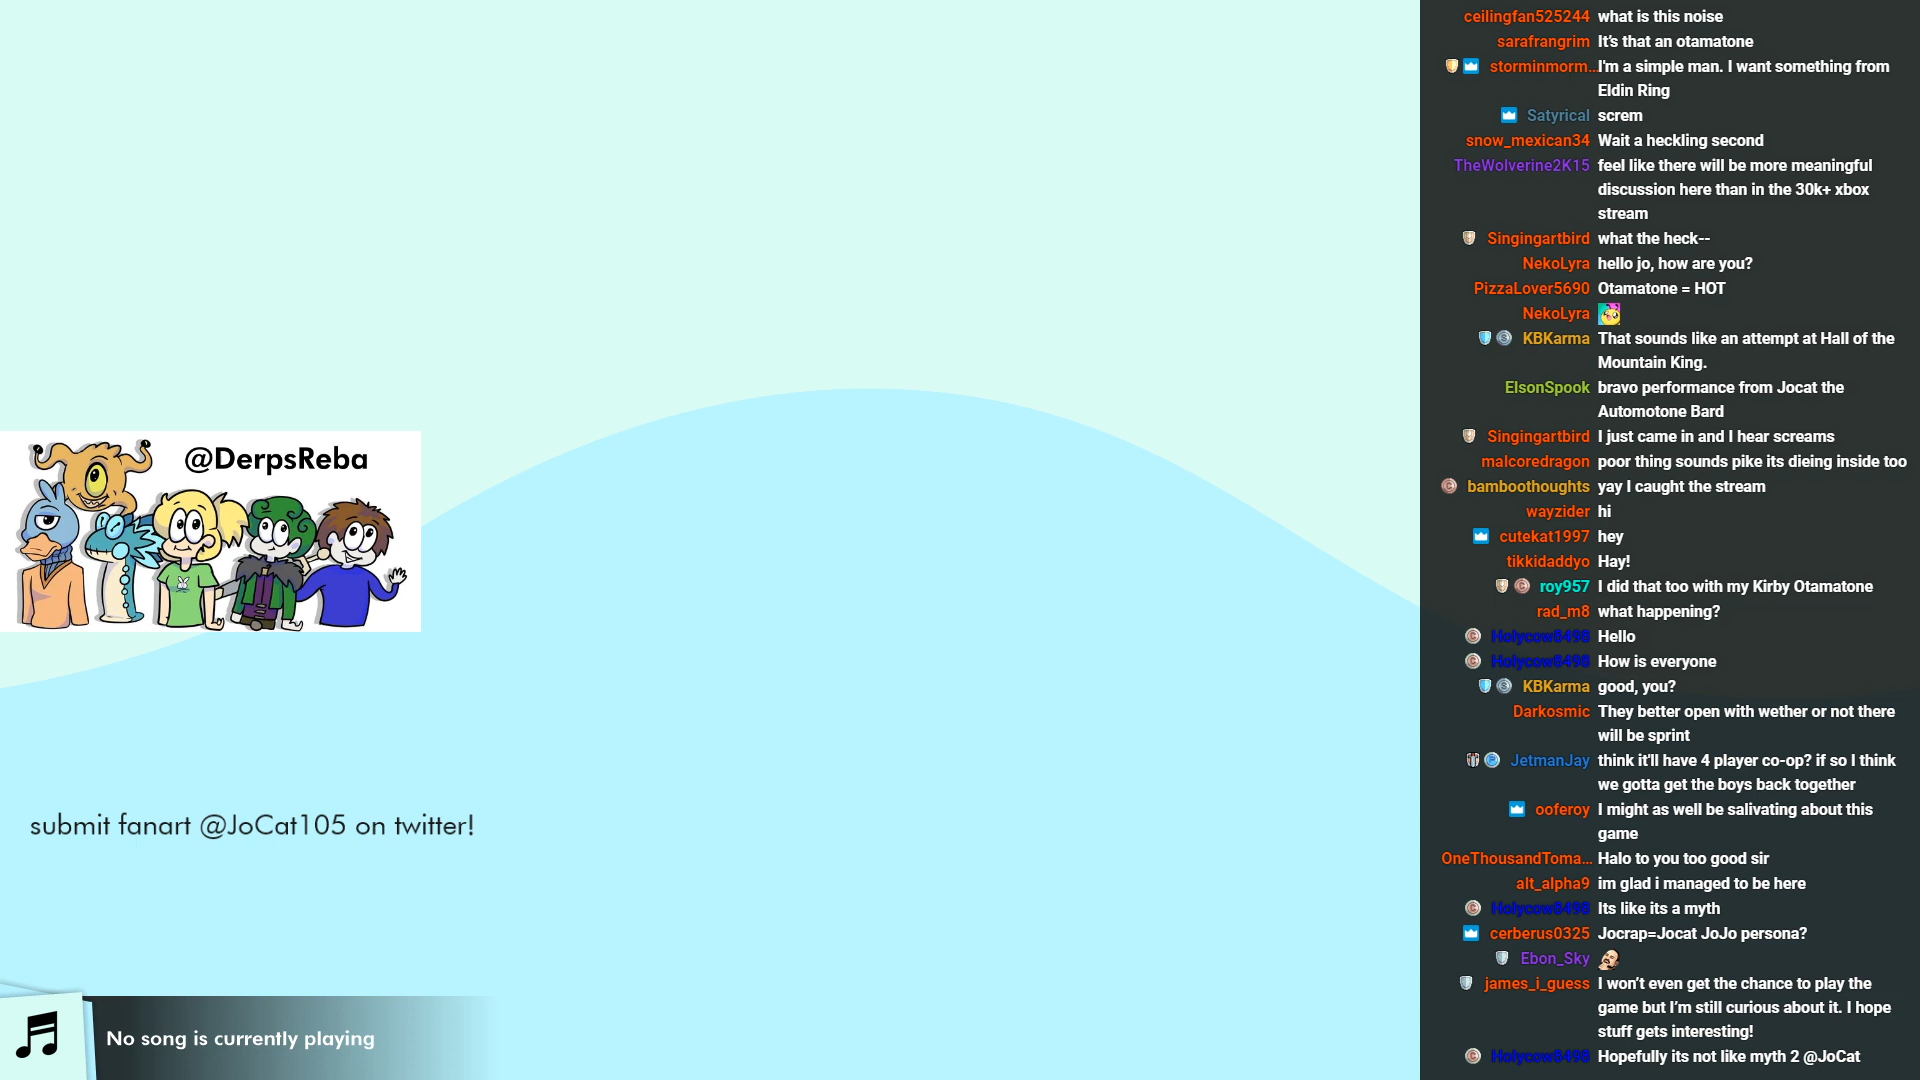 @DerpsReba
submit fanart @JoCat105 on twitter!
No song is currently playing
ceilingfan525244 what is this noise
sarafrangrim It's that an otamatone
storminmorm... I'm a simple man. I want something from
Eldin Ring
Satyrical screm
snow_mexican34 Wait a heckling second
TheWolverine2K15 feel like there will be more meaningful
discussion here than in the 30k+ xbox
stream
Singingartbird what the heck--
NekoLyra hello jo, how are you?
PizzaLover5690 Otamatone = HOT
NekoLyra
KBKarma That sounds like an attempt at Hall of the
Mountain King.
ElsonSpook bravo performance from Jocat the
Automotone Bard
Singingartbird I just came in and I hear screams
malcoredragon poor thing sounds pike its dieing inside too
bamboothoughts yay I caught the stream
wayzider hi
cutekat1997 hey
tikkidaddyo Hay!
roy957 I did that too with my Kirby Otamatone
rad_m8 what happening?
Holycow8498 Hello
Holycow8498 How is everyone
KBKarma good, you?
Darkosmic They better open with wether or not there
will be sprint
JetmanJay think it'll have 4 player co-op? if so I think
we gotta get the boys back together
ooferoy I might as well be salivating about this
game
OneThousandToma... Halo to you too good sir
alt_alpha9 im glad i managed to be here
Holycow8498 Its like its a myth
cerberus0325 Jocrap=Jocat JoJo persona?
Ebon_Sky
james_i_guess I won't even get the chance to play the
game but I'm still curious about it. I hope
stuff gets interesting!
Holycow8498 Hopefully its not like myth 2 @JoCat